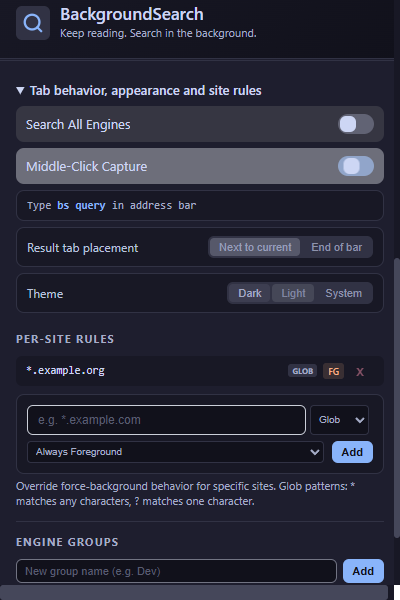 BackgroundSearch
Keep reading. Search in the background.
▼ Tab behavior, appearance and site rules
Search All Engines
Middle-Click Capture
Type bs query in address bar
Result tab placement Next to current End of bar
Theme Dark Light System
PER-SITE RULES
*.example.org GLOB FG X
e.g. *.example.com Glob
Always Foreground Add
Override force-background behavior for specific sites. Glob patterns: *
matches any characters, ? matches one character.
ENGINE GROUPS
New group name (e.g. Dev) Add